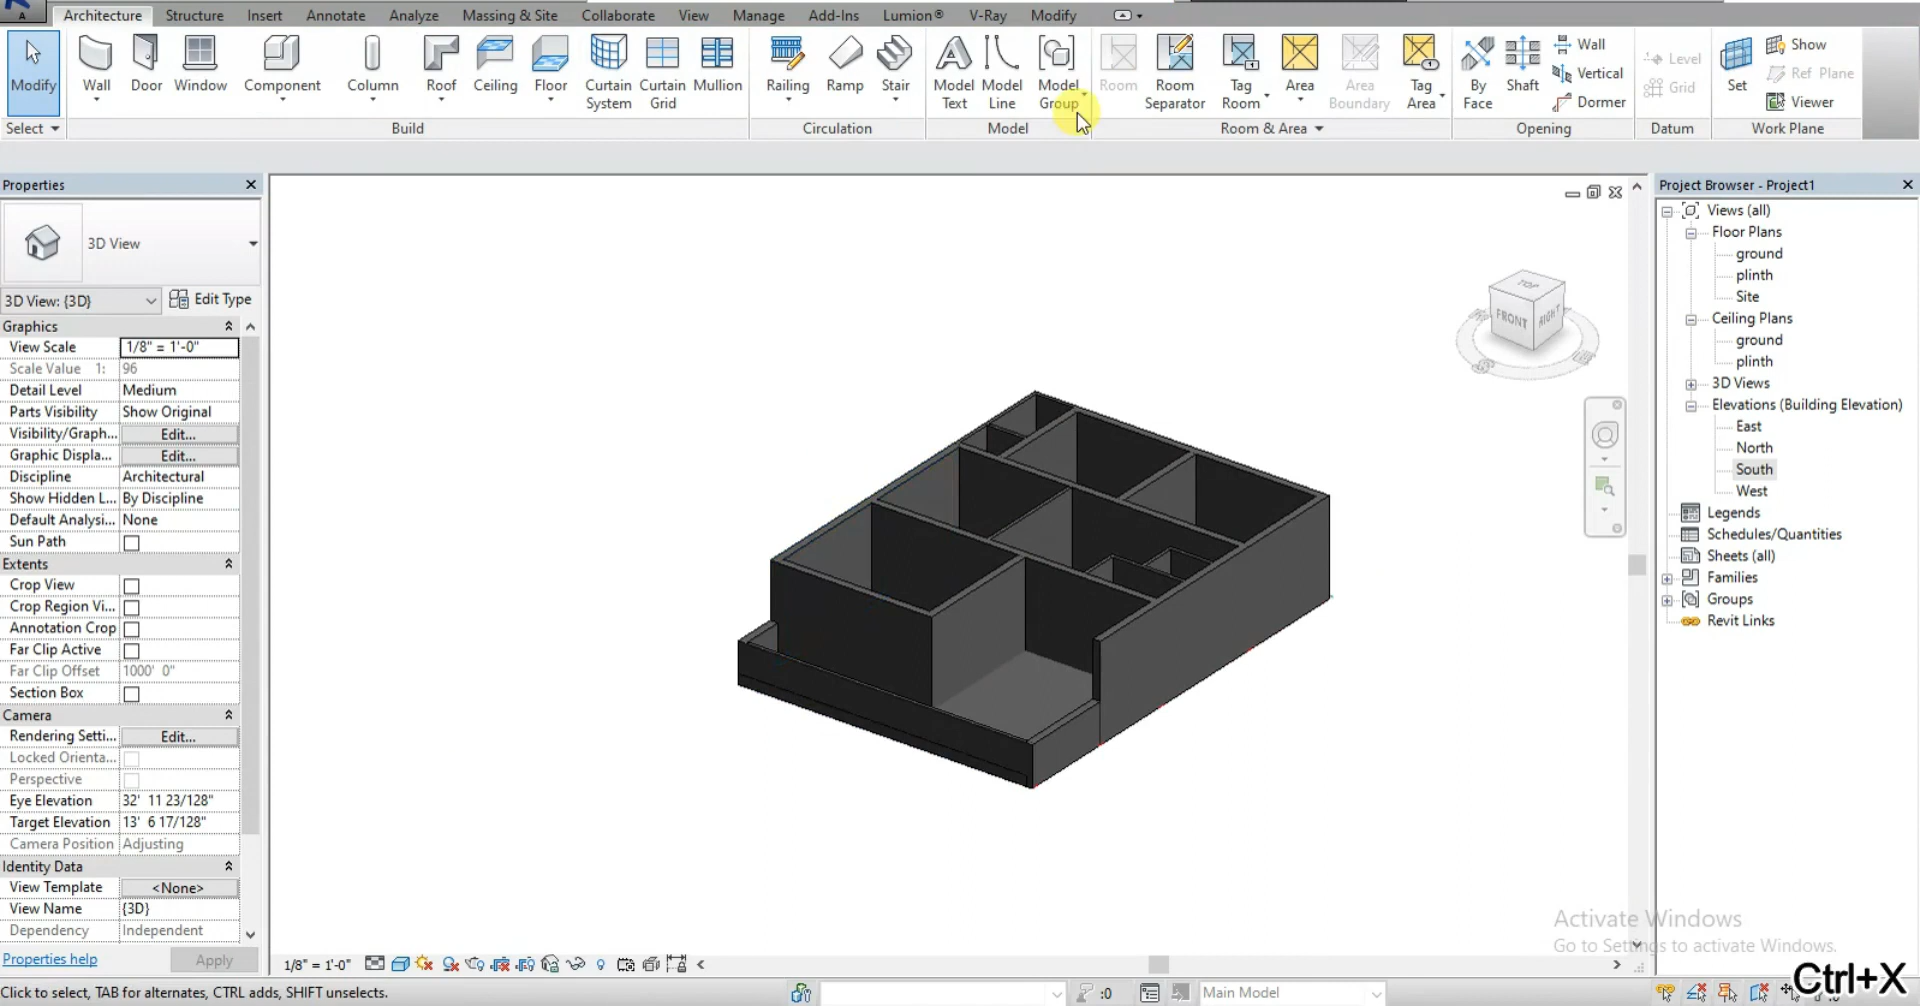 Architecture Structure Insert Annotate Analyze Massing & Site Collaborate View Manage Add-Ins Lumion® V-Ray Modify
Modify Wall Door Window Component Column Roof Ceiling Floor Curtain System Curtain Grid Mullion Railing Ramp Stair Model Text Model Line Model Group Room Room Separator Tag Room Area Area Boundary Tag Area By Face Shaft Wall Vertical Dormer Level Grid Set Show Ref Plane Viewer
Select Build Circulation Model Room & Area Opening Datum Work Plane
Properties
3D View
3D View: {3D} Edit Type
Graphics
View Scale 1/8" = 1'-0"
Scale Value 1: 96
Detail Level Medium
Parts Visibility Show Original
Visibility/Graph... Edit...
Graphic Displa... Edit...
Discipline Architectural
Show Hidden L... By Discipline
Default Analysi... None
Sun Path
Extents
Crop View
Crop Region Vi...
Annotation Crop
Far Clip Active
Far Clip Offset 1000' 0"
Section Box
Camera
Rendering Setti... Edit...
Locked Orienta...
Perspective
Eye Elevation 32' 11 23/128"
Target Elevation 13' 6 17/128"
Camera Position Adjusting
Identity Data
View Template <None>
View Name {3D}
Dependency Independent
Properties help Apply
TOP
FRONT RIGHT
1/8" = 1'-0"
Project Browser - Project1
Views (all)
Floor Plans
ground
plinth
Site
Ceiling Plans
ground
plinth
3D Views
Elevations (Building Elevation)
East
North
South
West
Legends
Schedules/Quantities
Sheets (all)
Families
Groups
Revit Links
Activate Windows
Go to Settings to activate Windows.
Ctrl+X
Click to select, TAB for alternates, CTRL adds, SHIFT unselects.
:0 Main Model